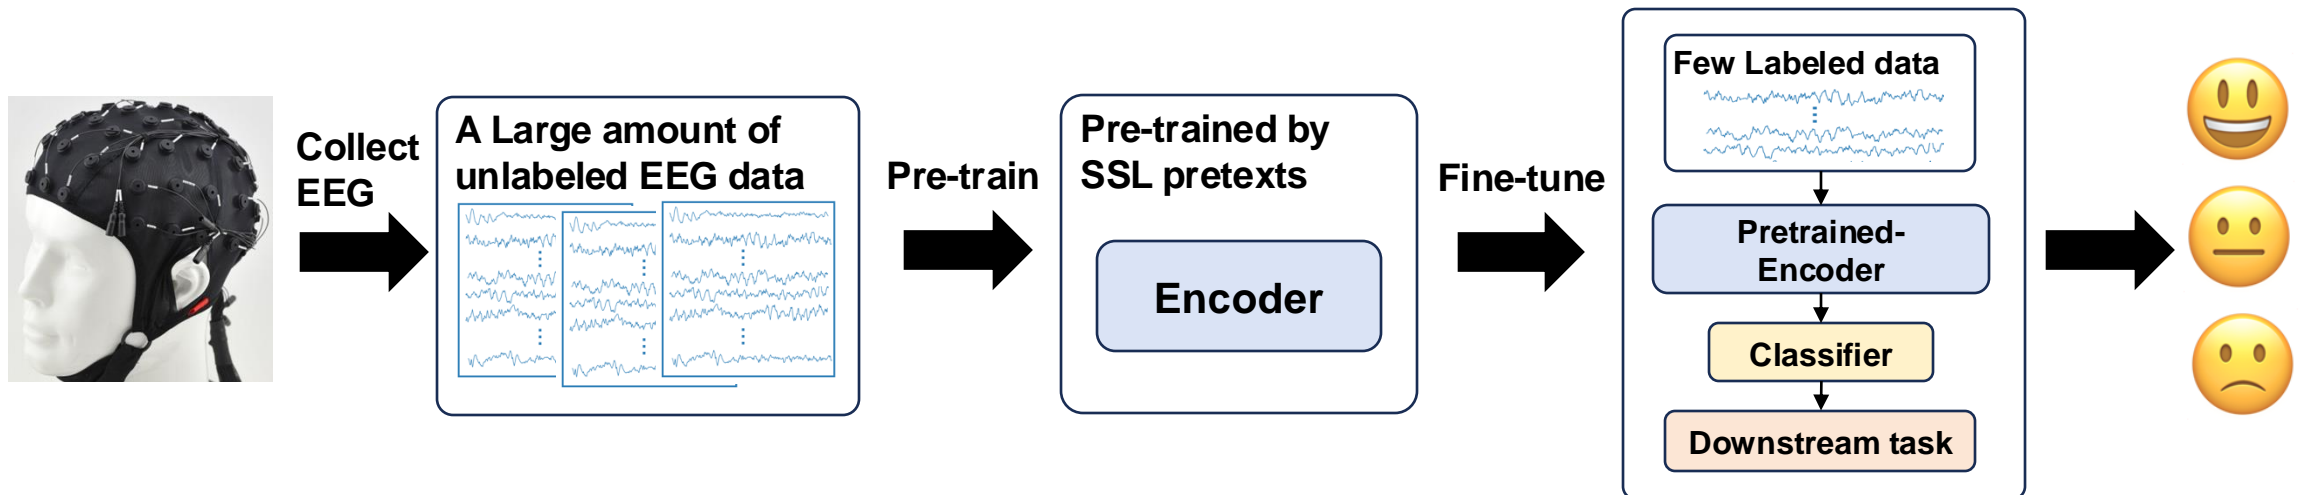 Collect
EEG
A Large amount of
unlabeled EEG data
Pre-train
Pre-trained by
SSL pretexts
Encoder
Fine-tune
Few Labeled data
Pretrained-
Encoder
Classifier
Downstream task